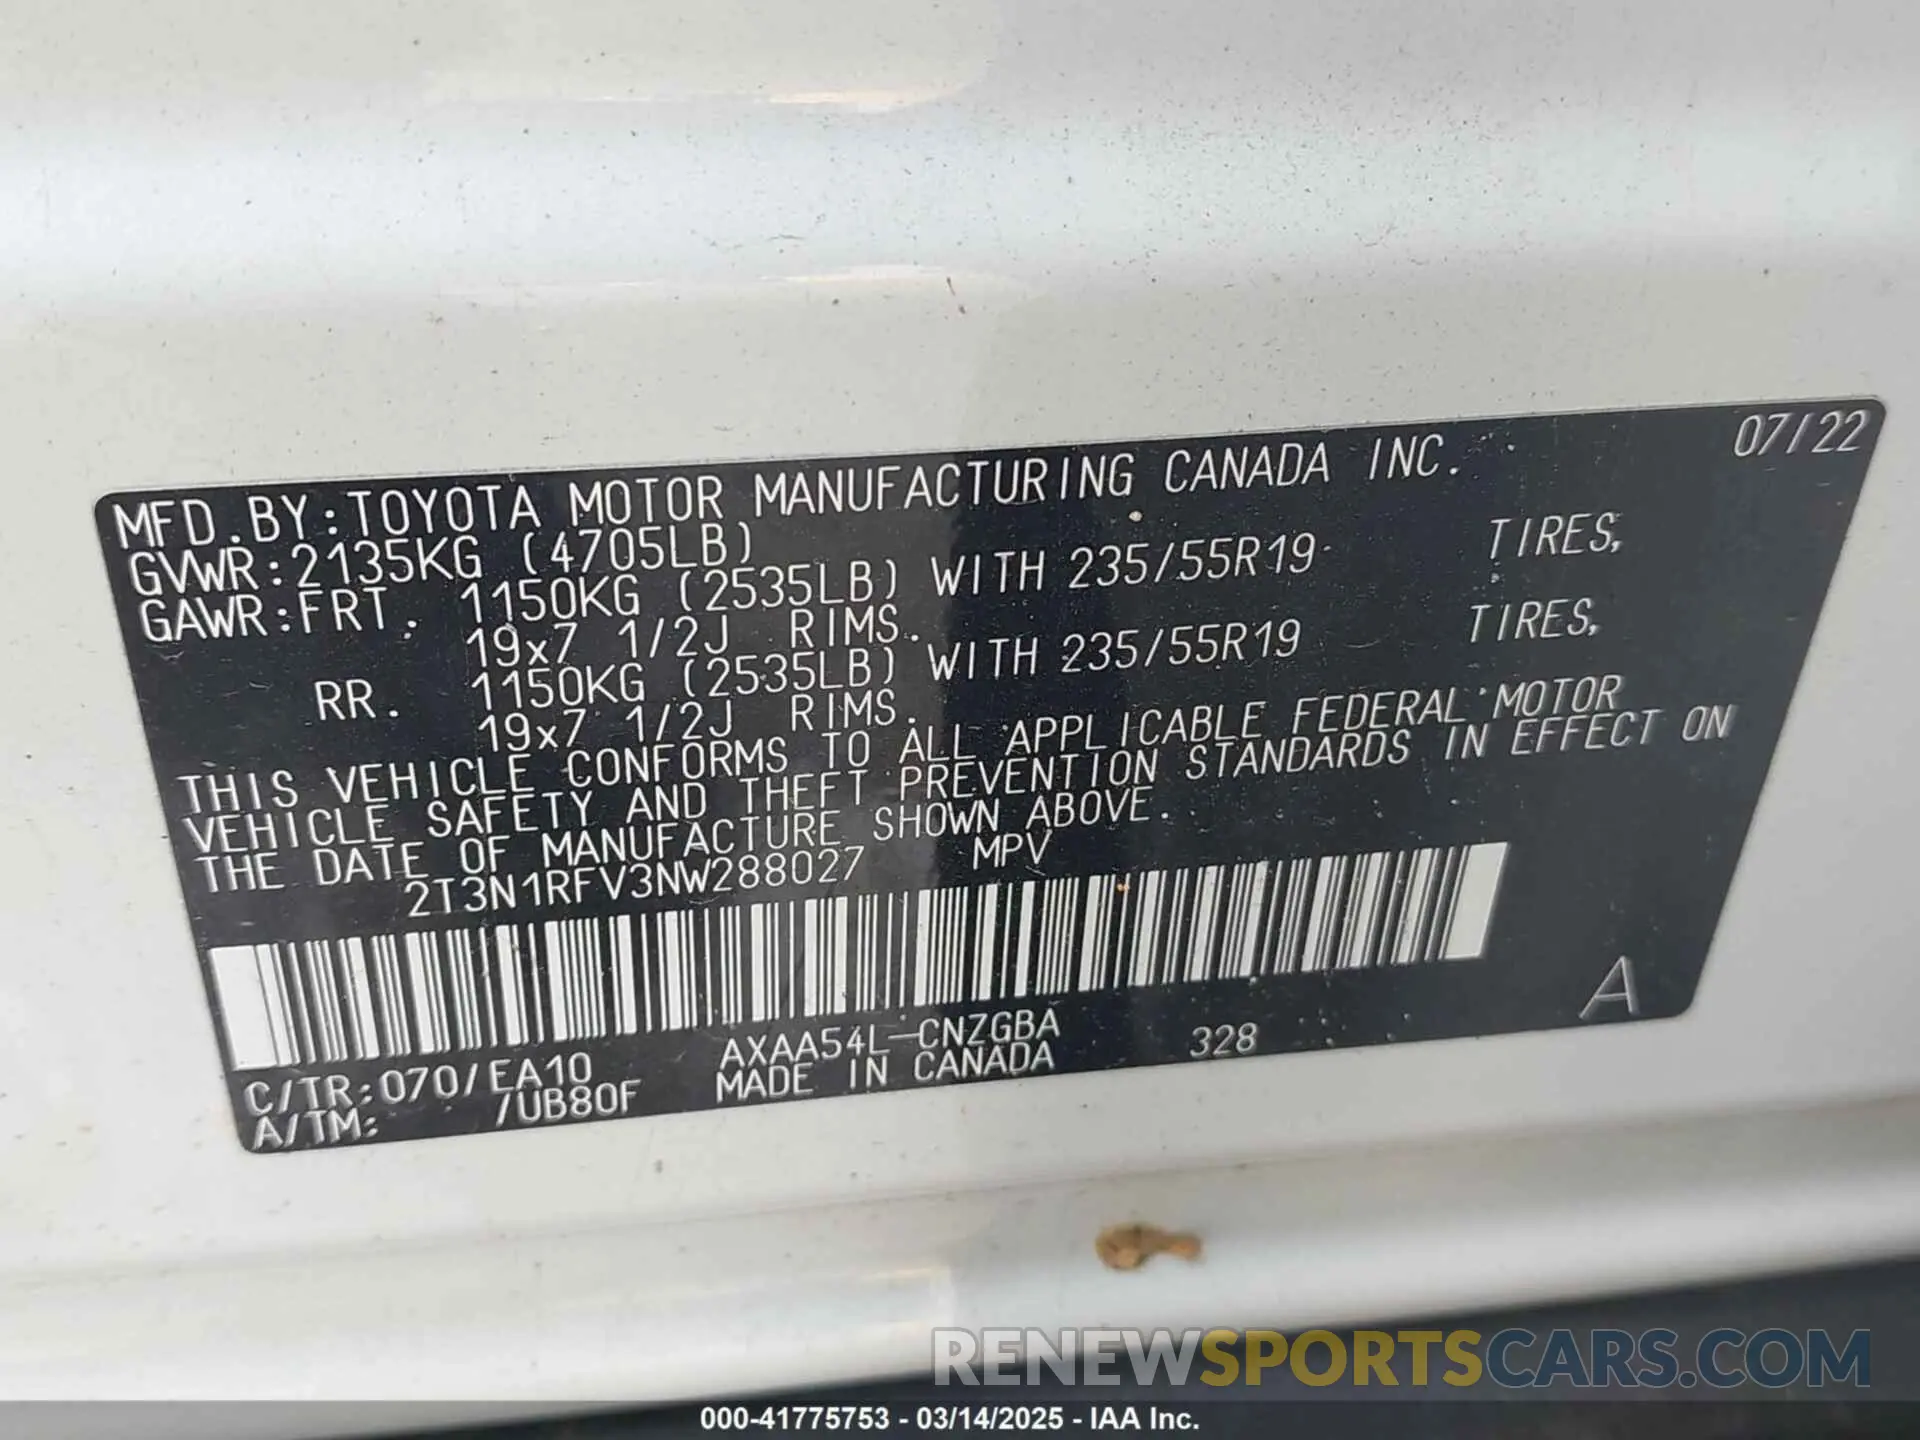 07/22
MFD.BY:TOYOTA MOTOR MANUFACTURING CANADA INC.
GVWR:2135KG (4705LB)
GAWR:FRT. 1150KG (2535LB) WITH 235/55R19 TIRES,
19x7 1/2J RIMS.
RR. 1150KG (2535LB) WITH 235/55R19 TIRES,
19x7 1/2J RIMS.
THIS VEHICLE CONFORMS TO ALL APPLICABLE FEDERAL MOTOR
VEHICLE SAFETY AND THEFT PREVENTION STANDARDS IN EFFECT ON
THE DATE OF MANUFACTURE SHOWN ABOVE.
2T3N1RFV3NW288027 MPV
A
C/TR:070/EA10 AXAA54L-CNZGBA 328
A/TM: /UB80F MADE IN CANADA
RENEWSPORTSCARS.COM
000-41775753 - 03/14/2025 - IAA Inc.